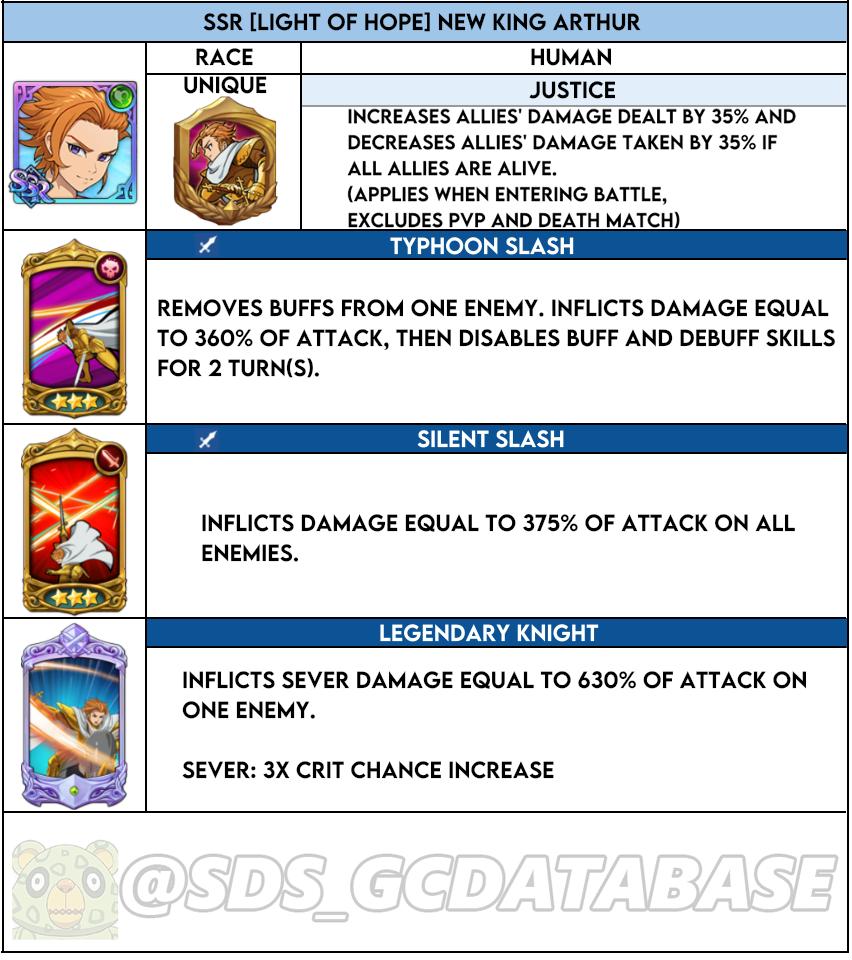 SSR [LIGHT OF HOPE] NEW KING ARTHUR
RACE
HUMAN
UNIQUE
JUSTICE
INCREASES ALLIES' DAMAGE DEALT BY 35% AND
DECREASES ALLIES' DAMAGE TAKEN BY 35% IF
ALL ALLIES ARE ALIVE.
(APPLIES WHEN ENTERING BATTLE,
EXCLUDES PVP AND DEATH MATCH)
SSR
TYPHOON SLASH
REMOVES BUFFS FROM ONE ENEMY. INFLICTS DAMAGE EQUAL
TO 360% OF ATTACK, THEN DISABLES BUFF AND DEBUFF SKILLS
FOR 2 TURN(S).
SILENT SLASH
INFLICTS DAMAGE EQUAL TO 375% OF ATTACK ON ALL
ENEMIES.
LEGENDARY KNIGHT
INFLICTS SEVER DAMAGE EQUAL TO 630% OF ATTACK ON
ONE ENEMY.
SEVER: 3X CRIT CHANCE INCREASE
@SDS_GCDATABASE